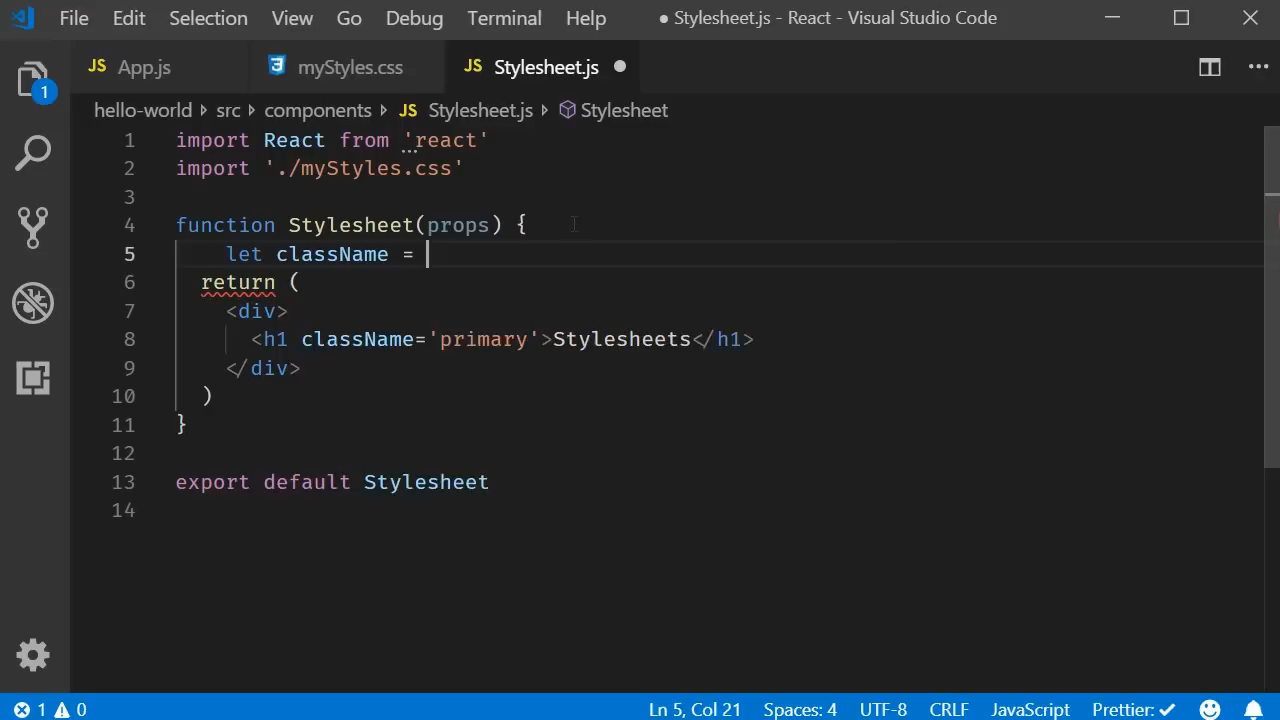 File Edit Selection View Go Debug Terminal Help ● Stylesheet.js - React - Visual Studio Code
JS App.js myStyles.css JS Stylesheet.js ●
hello-world › src › components › JS Stylesheet.js › Stylesheet
1
1 import React from 'react'
2 import './myStyles.css'
3
4 function Stylesheet(props) {
5 let className =
6 return (
7 <div>
8 <h1 className='primary'>Stylesheets</h1>
9 </div>
10 )
11 }
12
13 export default Stylesheet
14
1 0 Ln 5, Col 21 Spaces: 4 UTF-8 CRLF JavaScript Prettier: ✓